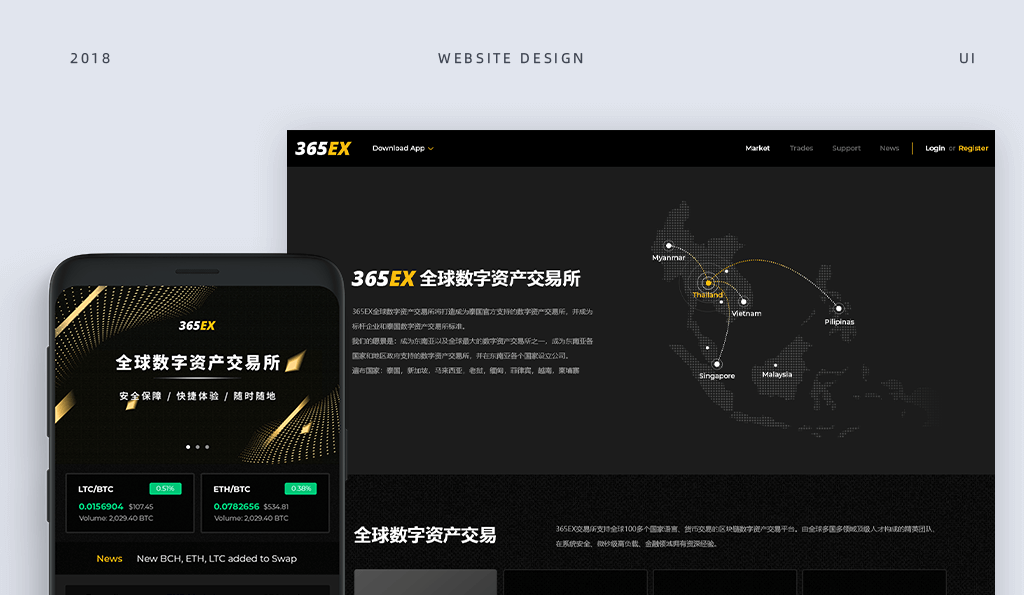 2018
WEBSITE DESIGN
UI
365EX
Download App
Market
Trades
Support
News
Login or Register
365EX 全球数字资产交易所
365EX全球数字资产交易所将打造成为泰国官方支持的数字资产交易所，并成为
标杆企业和泰国数字产交易所标准。
我们的愿景是：成为东南亚以及全球最大的数字资产交易所之一，成为东南亚各
国家和地区政府支持的数字资产交易所，并在东南亚各个国家设立公司。
遍布国家：泰国，新加坡，马来西亚，老挝，缅甸，菲律宾，越南，柬埔寨
Myanmar
Thailand
Vietnam
Pilipinas
Singapore
Malaysia
365EX
全球数字资产交易所
安全保障 / 快捷体验 / 随时随地
LTC/BTC
0.51%
0.0156904 $107.45
Volume: 2,029.40 BTC
ETH/BTC
0.38%
0.0782656 $534.81
Volume: 2,029.40 BTC
News
New BCH, ETH, LTC added to Swap
全球数字资产交易
365EX交易所支持全球100多个国家语言、货币交易的区块链数字资产交易平台。由全球多国多领域顶级人才构成的精英团队，
在系统安全、微秒级高负载、金融领域拥有资深经验。